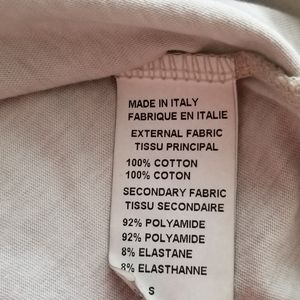 MADE IN ITALY
FABRIQUE EN ITALIE
EXTERNAL FABRIC
TISSU PRINCIPAL
100% COTTON
100% COTON
SECONDARY FABRIC
TISSU SECONDAIRE
92% POLYAMIDE
92% POLYAMIDE
8% ELASTANE
8% ELASTHANNE
S